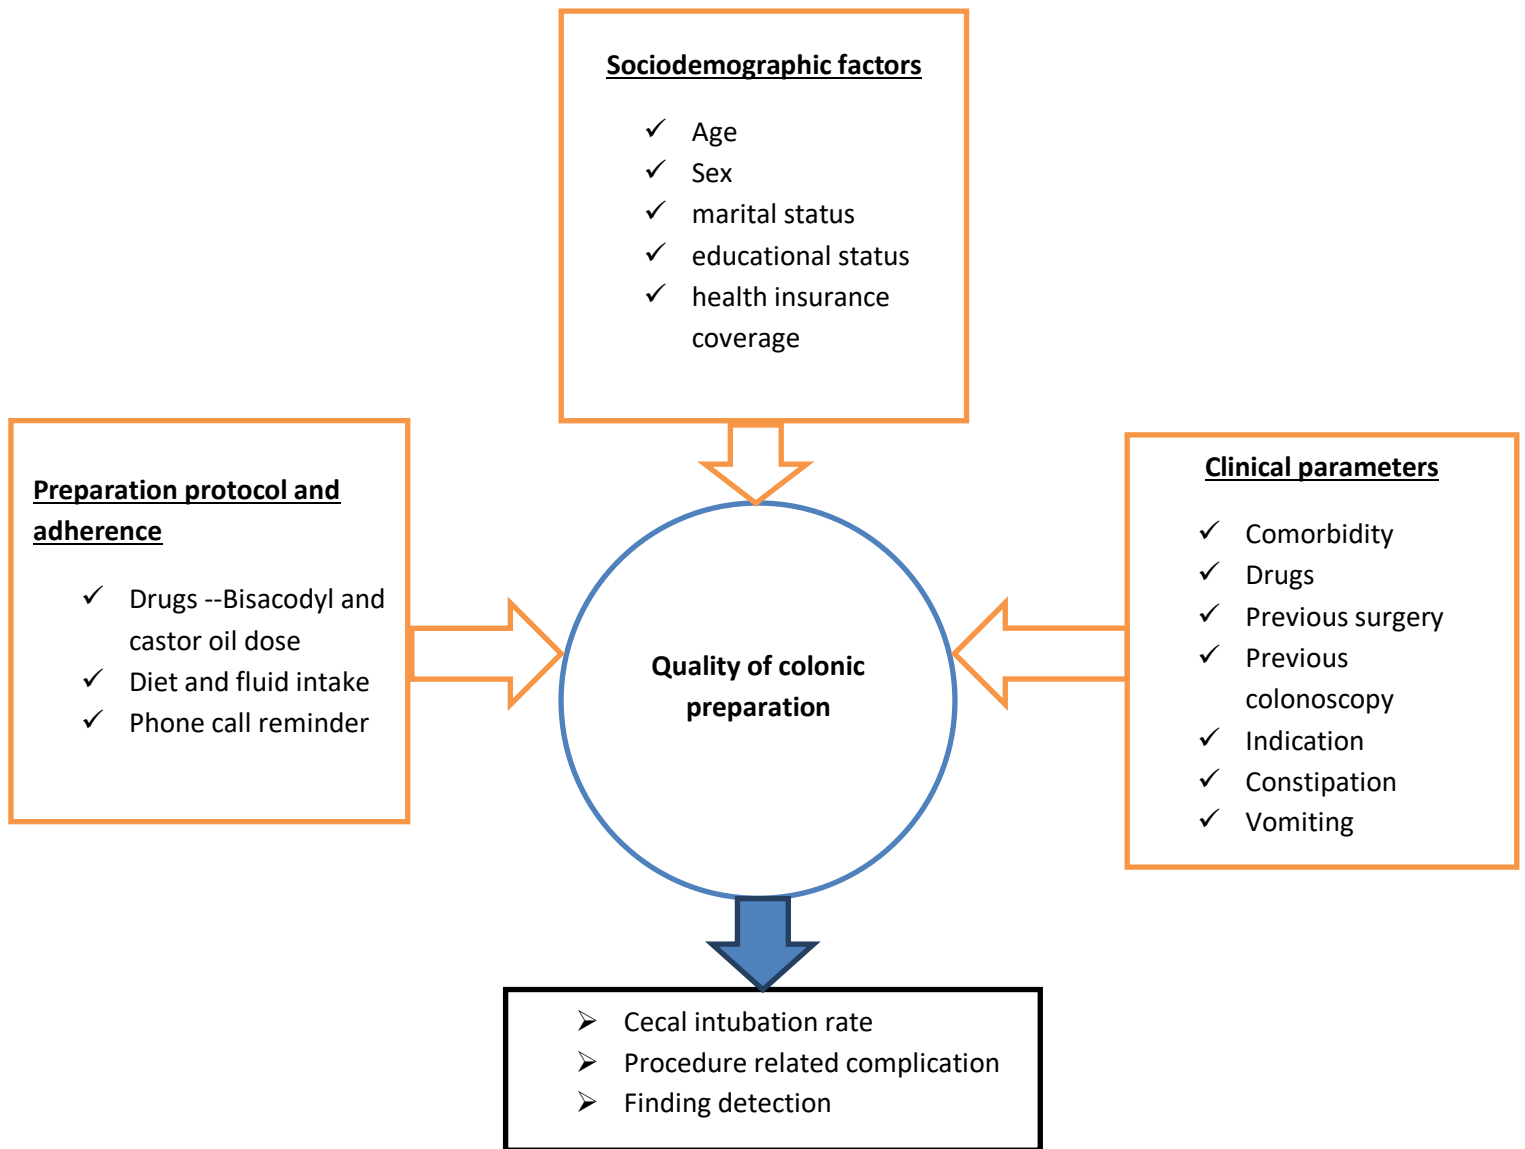 Sociodemographic factors
✓ Age
✓ Sex
✓ marital status
✓ educational status
✓ health insurance
coverage
Preparation protocol and
adherence
✓ Drugs --Bisacodyl and
castor oil dose
✓ Diet and fluid intake
✓ Phone call reminder
Quality of colonic
preparation
Clinical parameters
✓ Comorbidity
✓ Drugs
✓ Previous surgery
✓ Previous
colonoscopy
✓ Indication
✓ Constipation
✓ Vomiting
➢ Cecal intubation rate
➢ Procedure related complication
➢ Finding detection